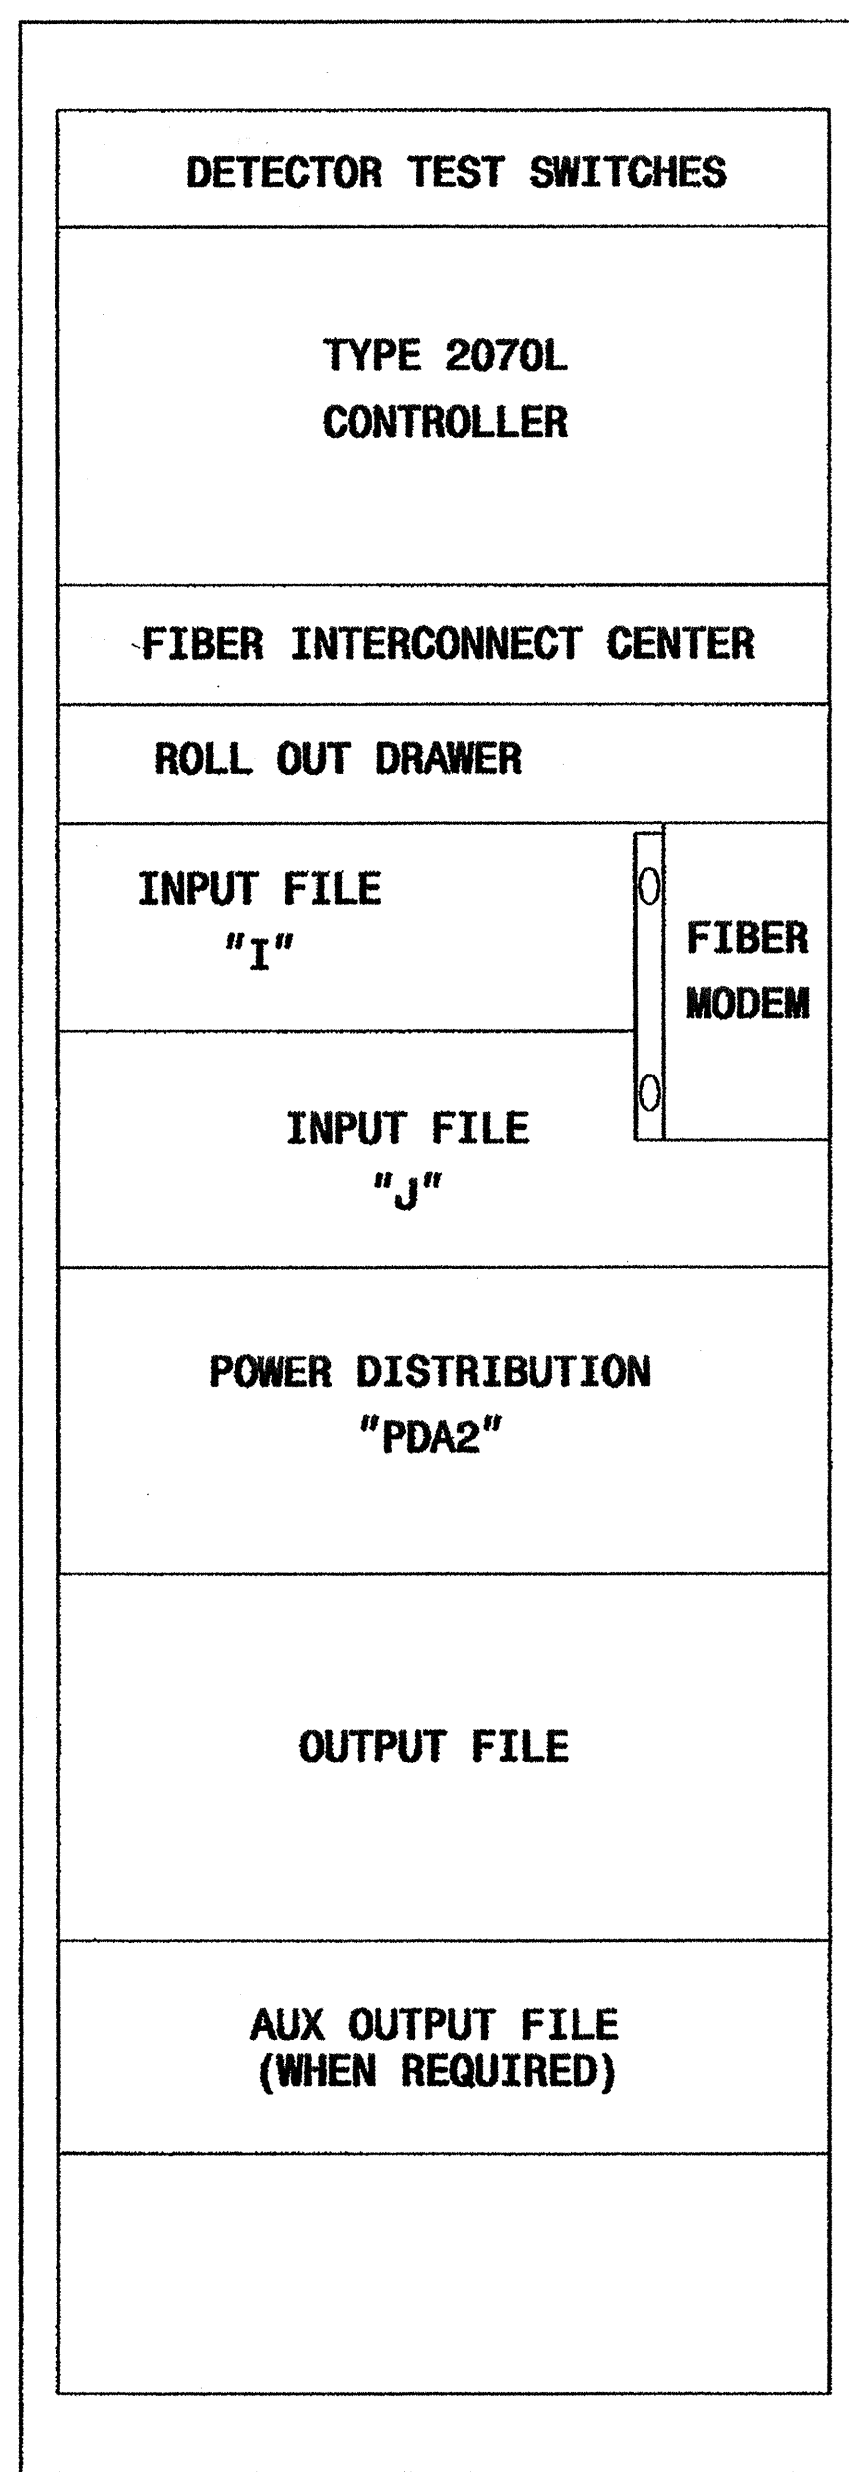 DETECTOR TEST SWITCHES
TYPE 2070L
CONTROLLER
FIBER INTERCONNECT CENTER
ROLL OUT DRAWER
INPUT FILE
"I"
FIBER
MODEM
INPUT FILE
"J"
POWER DISTRIBUTION
"PDA2"
OUTPUT FILE
AUX OUTPUT FILE
(WHEN REQUIRED)